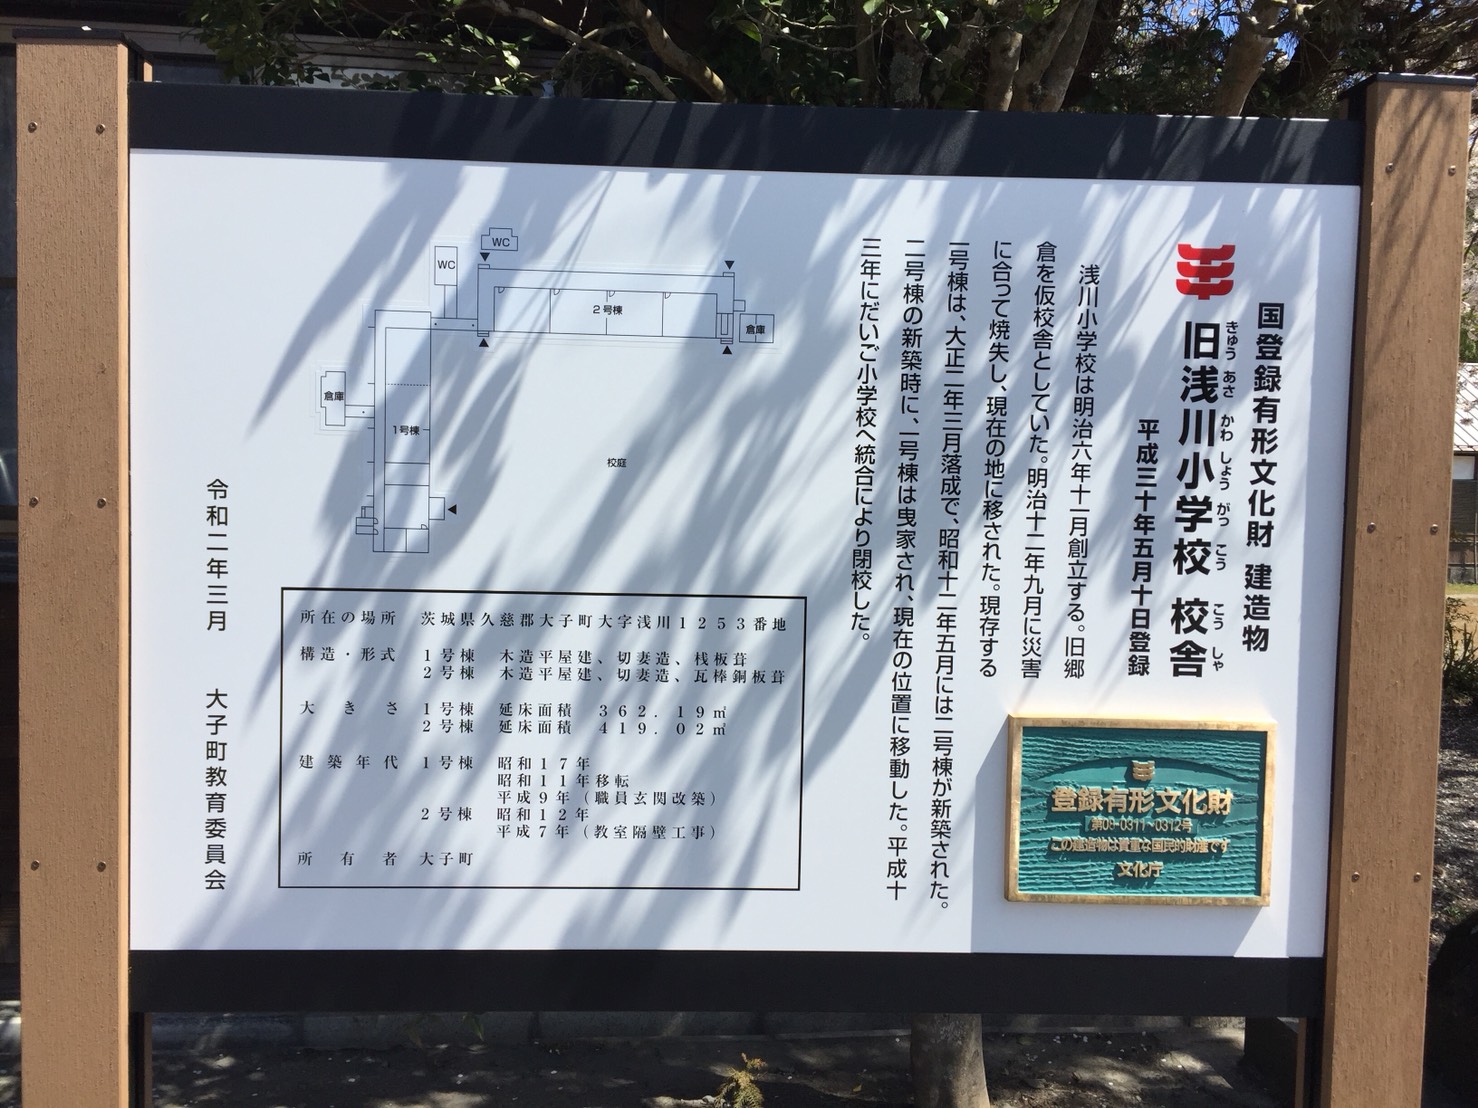 国登録有形文化財 建造物
きゅう あさ かわ しょう がっ こう こう しゃ
旧浅川小学校 校舎
平成三十年五月十日登録
浅川小学校は明治六年十一月創立する。旧郷
倉を仮校舎としていた。明治十二年九月に災害
に合って焼失し、現在の地に移された。現存する
一号棟は、大正二年三月落成で、昭和十二年五月には二号棟が新築された。
二号棟の新築時に、一号棟は曳家され、現在の位置に移動した。平成十
三年にだいご小学校へ統合により閉校した。
登録有形文化財
第08-0311~0312号
この建造物は貴重な国民的財産です
文化庁
WC
WC
2号棟
倉庫
倉庫
1号棟
校庭
所在の場所 茨城県久慈郡大子町大字浅川1253番地
構造・形式 1号棟 木造平屋建、切妻造、桟板葺
2号棟 木造平屋建、切妻造、瓦棒銅板葺
大きさ 1号棟 延床面積 362.19㎡
2号棟 延床面積 419.02㎡
建築年代 1号棟 昭和17年
昭和11年移転
平成9年(職員玄関改築)
2号棟 昭和12年
平成7年(教室隔壁工事)
所有者 大子町
令和二年三月 大子町教育委員会